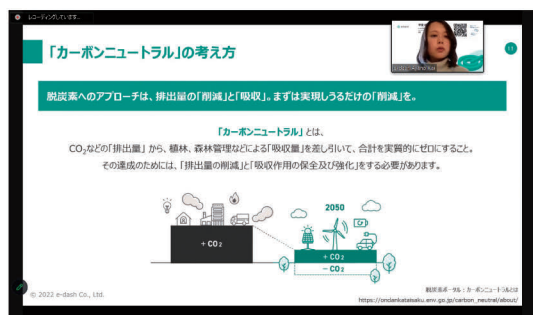 レコーディングしています…
「カーボンニュートラル」の考え方
11
脱炭素へのアプローチは、排出量の「削減」と「吸収」。まずは実現しうるだけの「削減」を。
「カーボンニュートラル」とは、
CO₂などの「排出量」から、植林、森林管理などによる「吸収量」を差し引いて、合計を実質的にゼロにすること。
その達成のためには、「排出量の削減」と「吸収作用の保全及び強化」をする必要があります。
2050
+ CO₂
+ CO₂
− CO₂
脱炭素ポータル：カーボンニュートラルとは
© 2022 e-dash Co., Ltd.
https://ondankataisaku.env.go.jp/carbon_neutral/about/